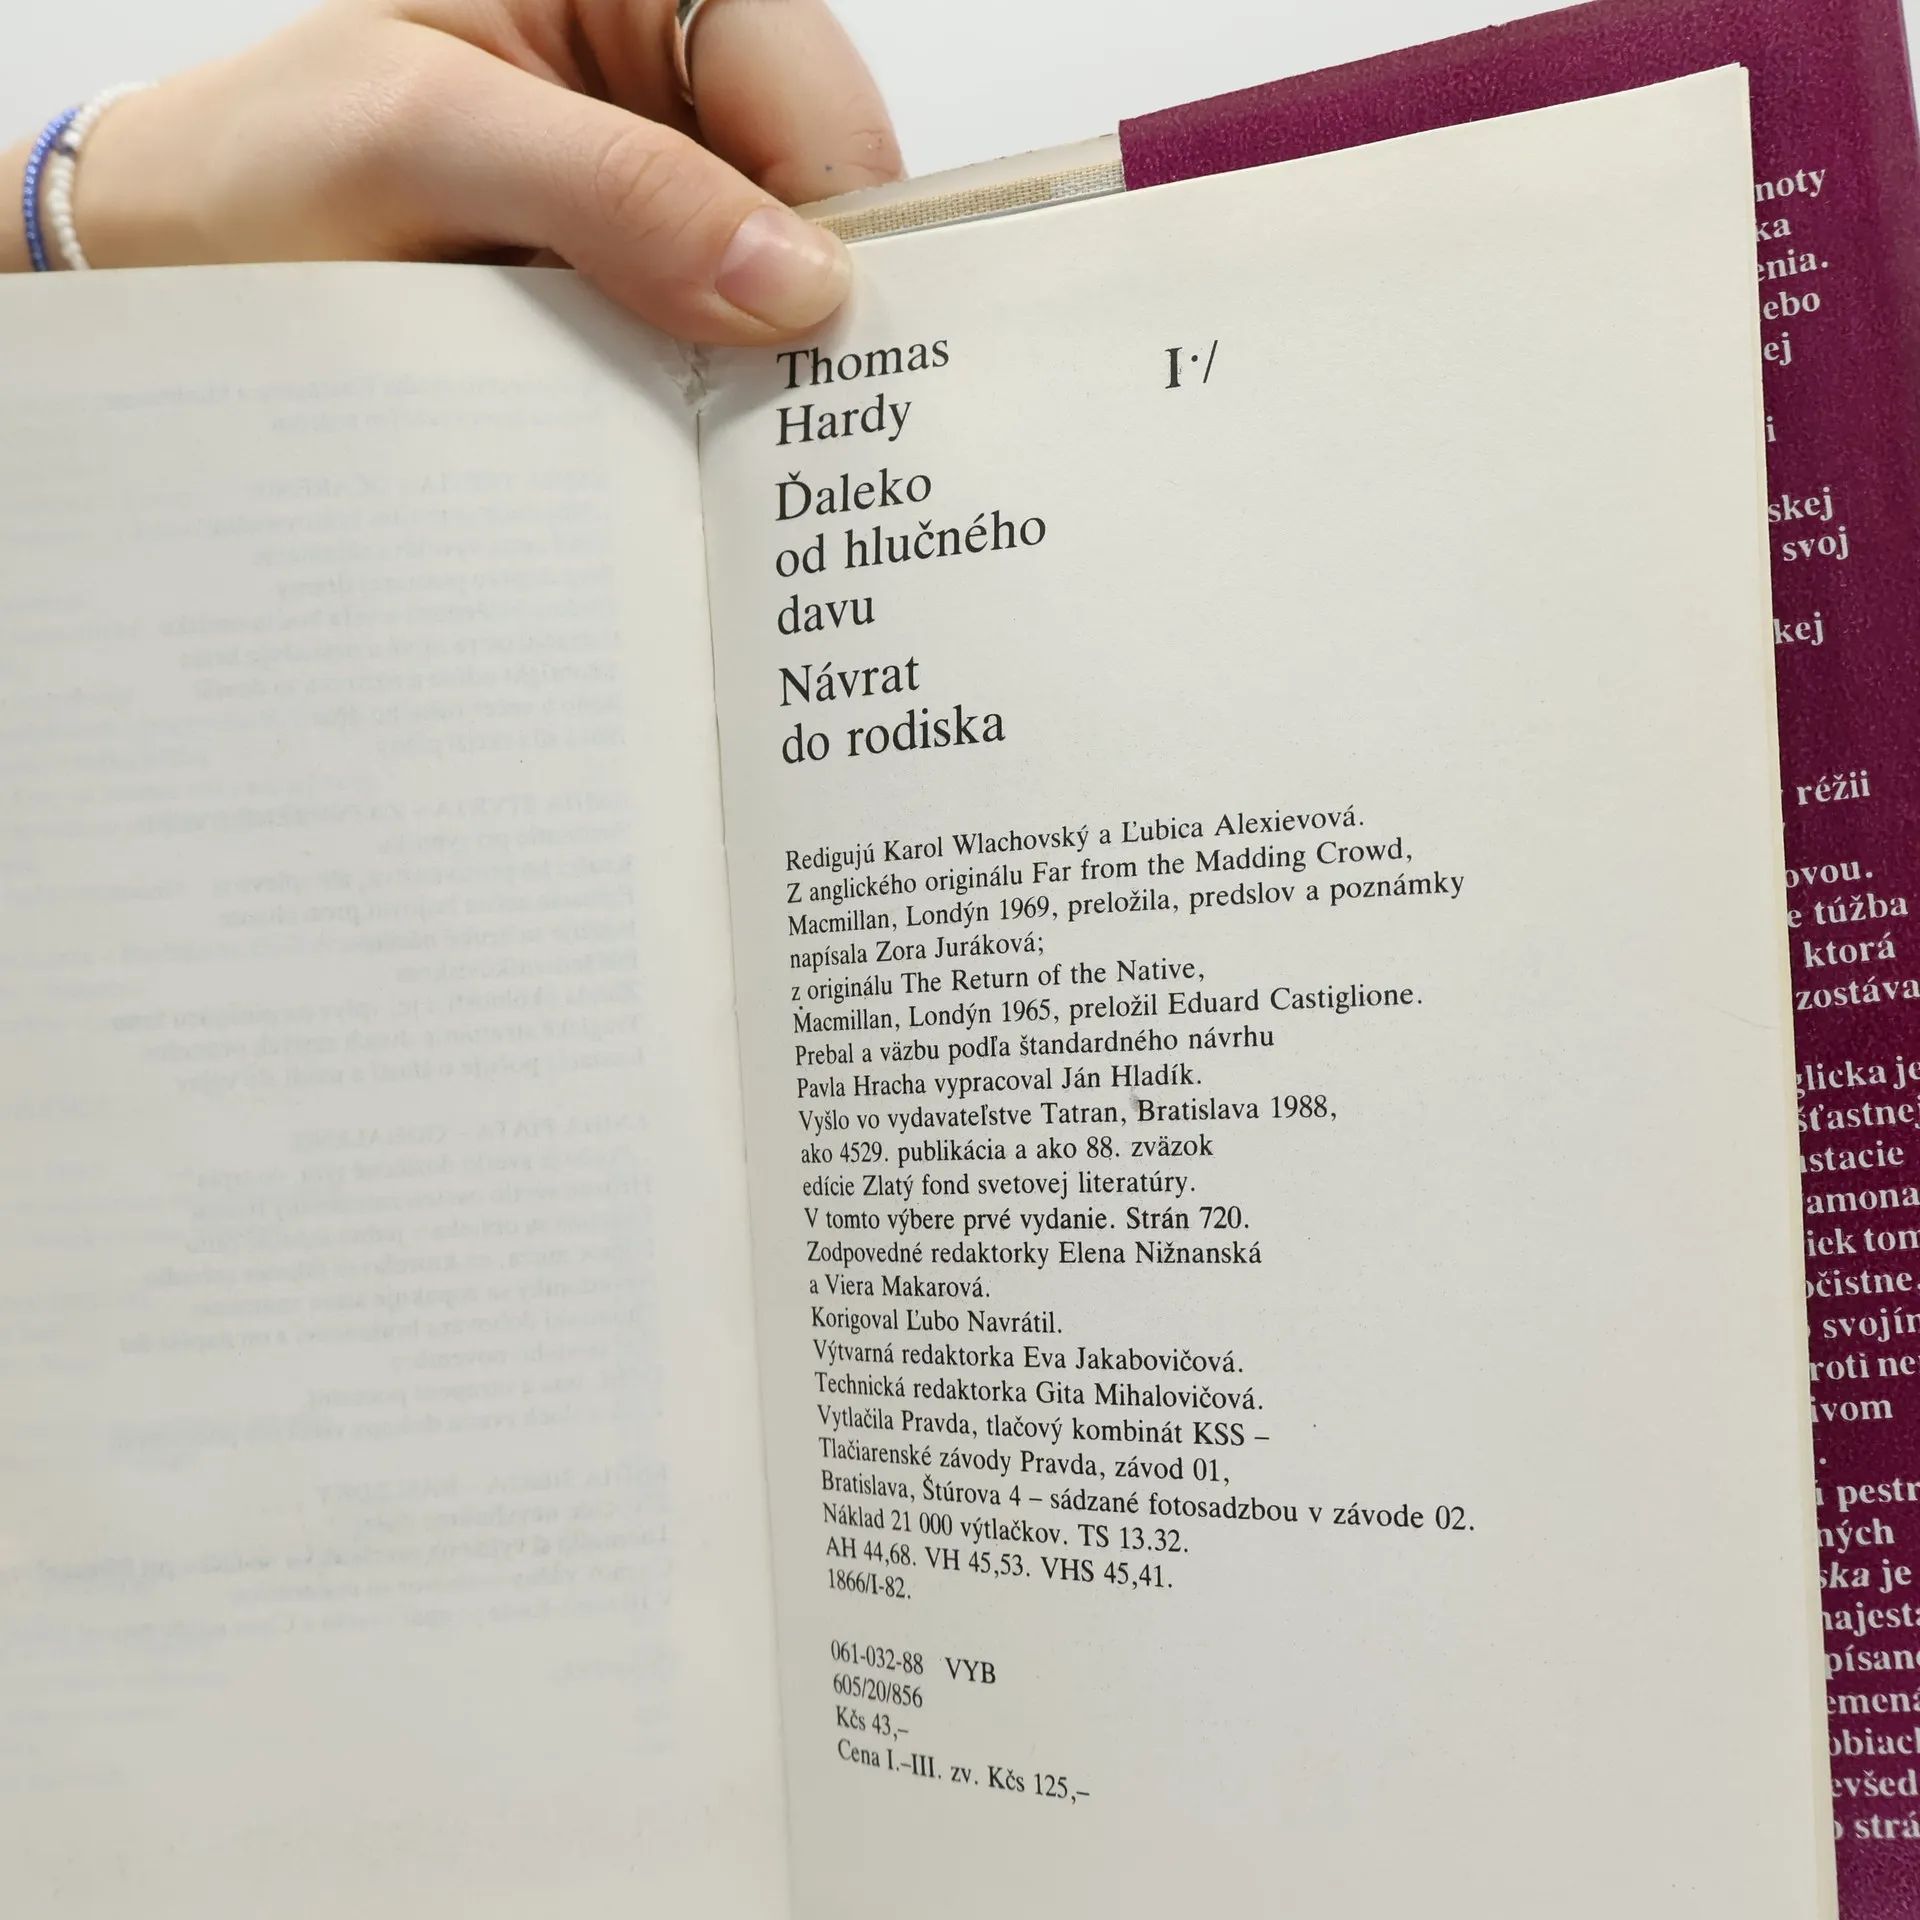 Thomas
Hardy
I·/
Ďaleko
od hlučného
davu
Návrat
do rodiska
Redigujú Karol Wlachovský a Ľubica Alexievová.
Z anglického originálu Far from the Madding Crowd,
Macmillan, Londýn 1969, preložila, predslov a poznámky
napísala Zora Juráková;
z originálu The Return of the Native,
Macmillan, Londýn 1965, preložil Eduard Castiglione.
Prebal a väzbu podľa štandardného návrhu
Pavla Hracha vypracoval Ján Hladík.
Vyšlo vo vydavateľstve Tatran, Bratislava 1988,
ako 4529. publikácia a ako 88. zväzok
edície Zlatý fond svetovej literatúry.
V tomto výbere prvé vydanie. Strán 720.
Zodpovedné redaktorky Elena Nižnanská
a Viera Makarová.
Korigoval Ľubo Navrátil.
Výtvarná redaktorka Eva Jakabovičová.
Technická redaktorka Gita Mihalovičová.
Vytlačila Pravda, tlačový kombinát KSS –
Tlačiarenské závody Pravda, závod 01,
Bratislava, Štúrova 4 – sádzané fotosadzbou v závode 02.
Náklad 21 000 výtlačkov. TS 13.32.
AH 44,68. VH 45,53. VHS 45,41.
1866/I-82.
061-032-88 VYB
605/20/856
Kčs 43,–
Cena I.–III. zv. Kčs 125,–
noty
ka
enia.
ebo
ej
i
skej
svoj
kej
réžii
ovou.
e túžba
ktorá
zostáva
glicka je
šťastnej
stacie
amona
iek tom
očistne.
svojím
roti ne
ivom
pestr
ných
ska je
majest
písan
emen
obiach
evšed
strá